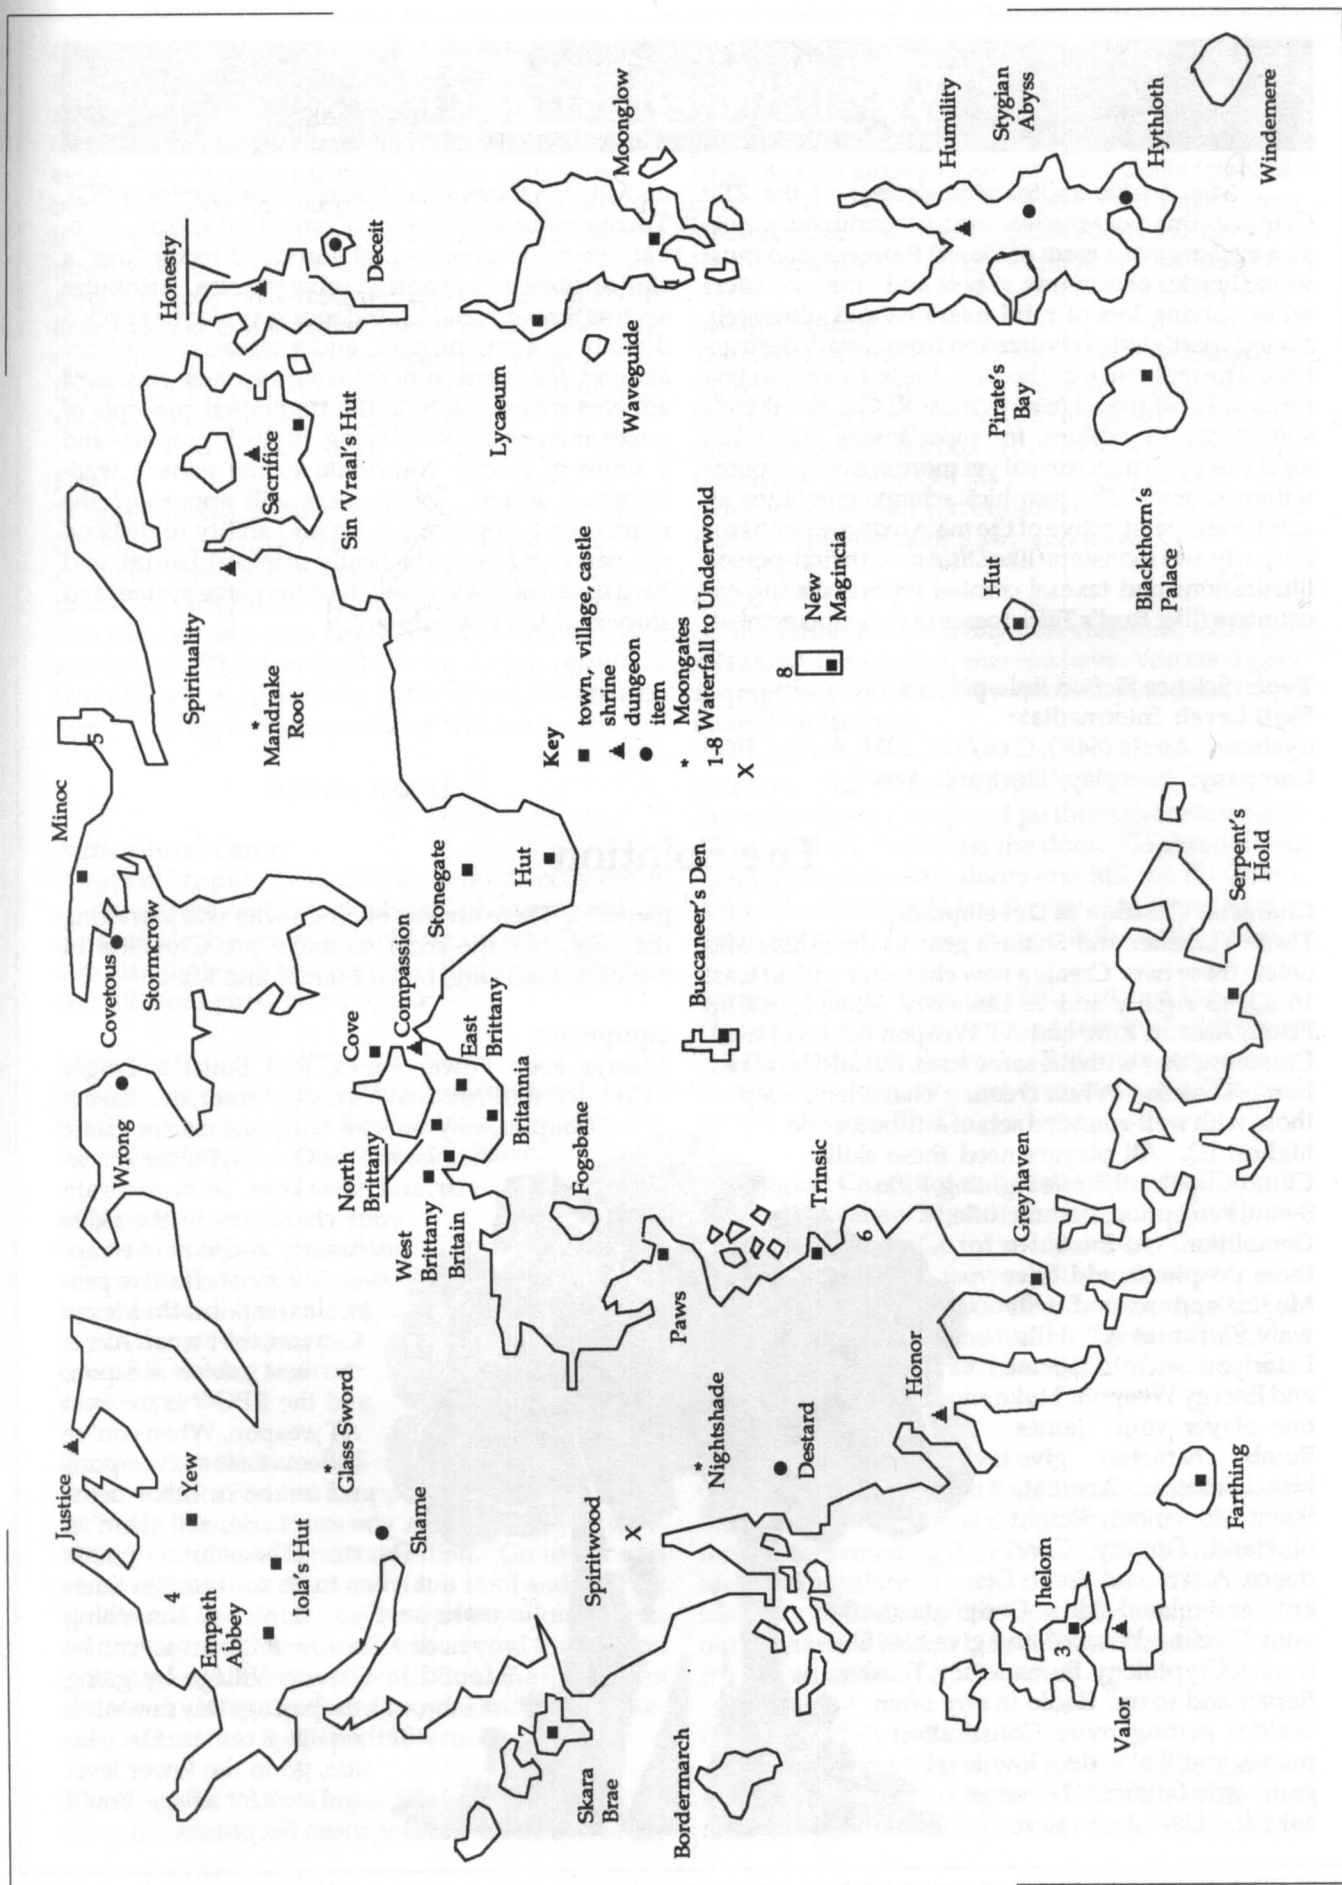 Justice
Minoc
5
Yew
4
Wrong
Covetous
Stormrow
Honesty
Spirituality
Empath
Abbey
Iola's Hut
Sacrifice
* Mandrake
Root
Sin 'Vraal's Hut
Deceit
* Glass Sword
North
Brittany
Cove
Shame
West
Brittany
Compassion
Britain
Stonegate
East
Brittany
Britannia
Lycaeum
Hut
7
Skara
Brae
Spiritwood
Fogsbane
Key
town, village, castle
shrine
dungeon
item
*
Moongates
1-8
Waterfall to Underworld
X
Moonglow
Waveguide
1
X
Paws
Buccaneer's Den
Bordermarch
* Nightshade
Destard
Trinsic
6
8
New
Magincia
Honor
Humility
Stygian
Abyss
Greyhaven
Hut
Pirate's
Bay
Jhelom
3
Valor
Blackthorn's
Palace
Hythloth
2
Farthing
Serpent's
Hold
Windemere